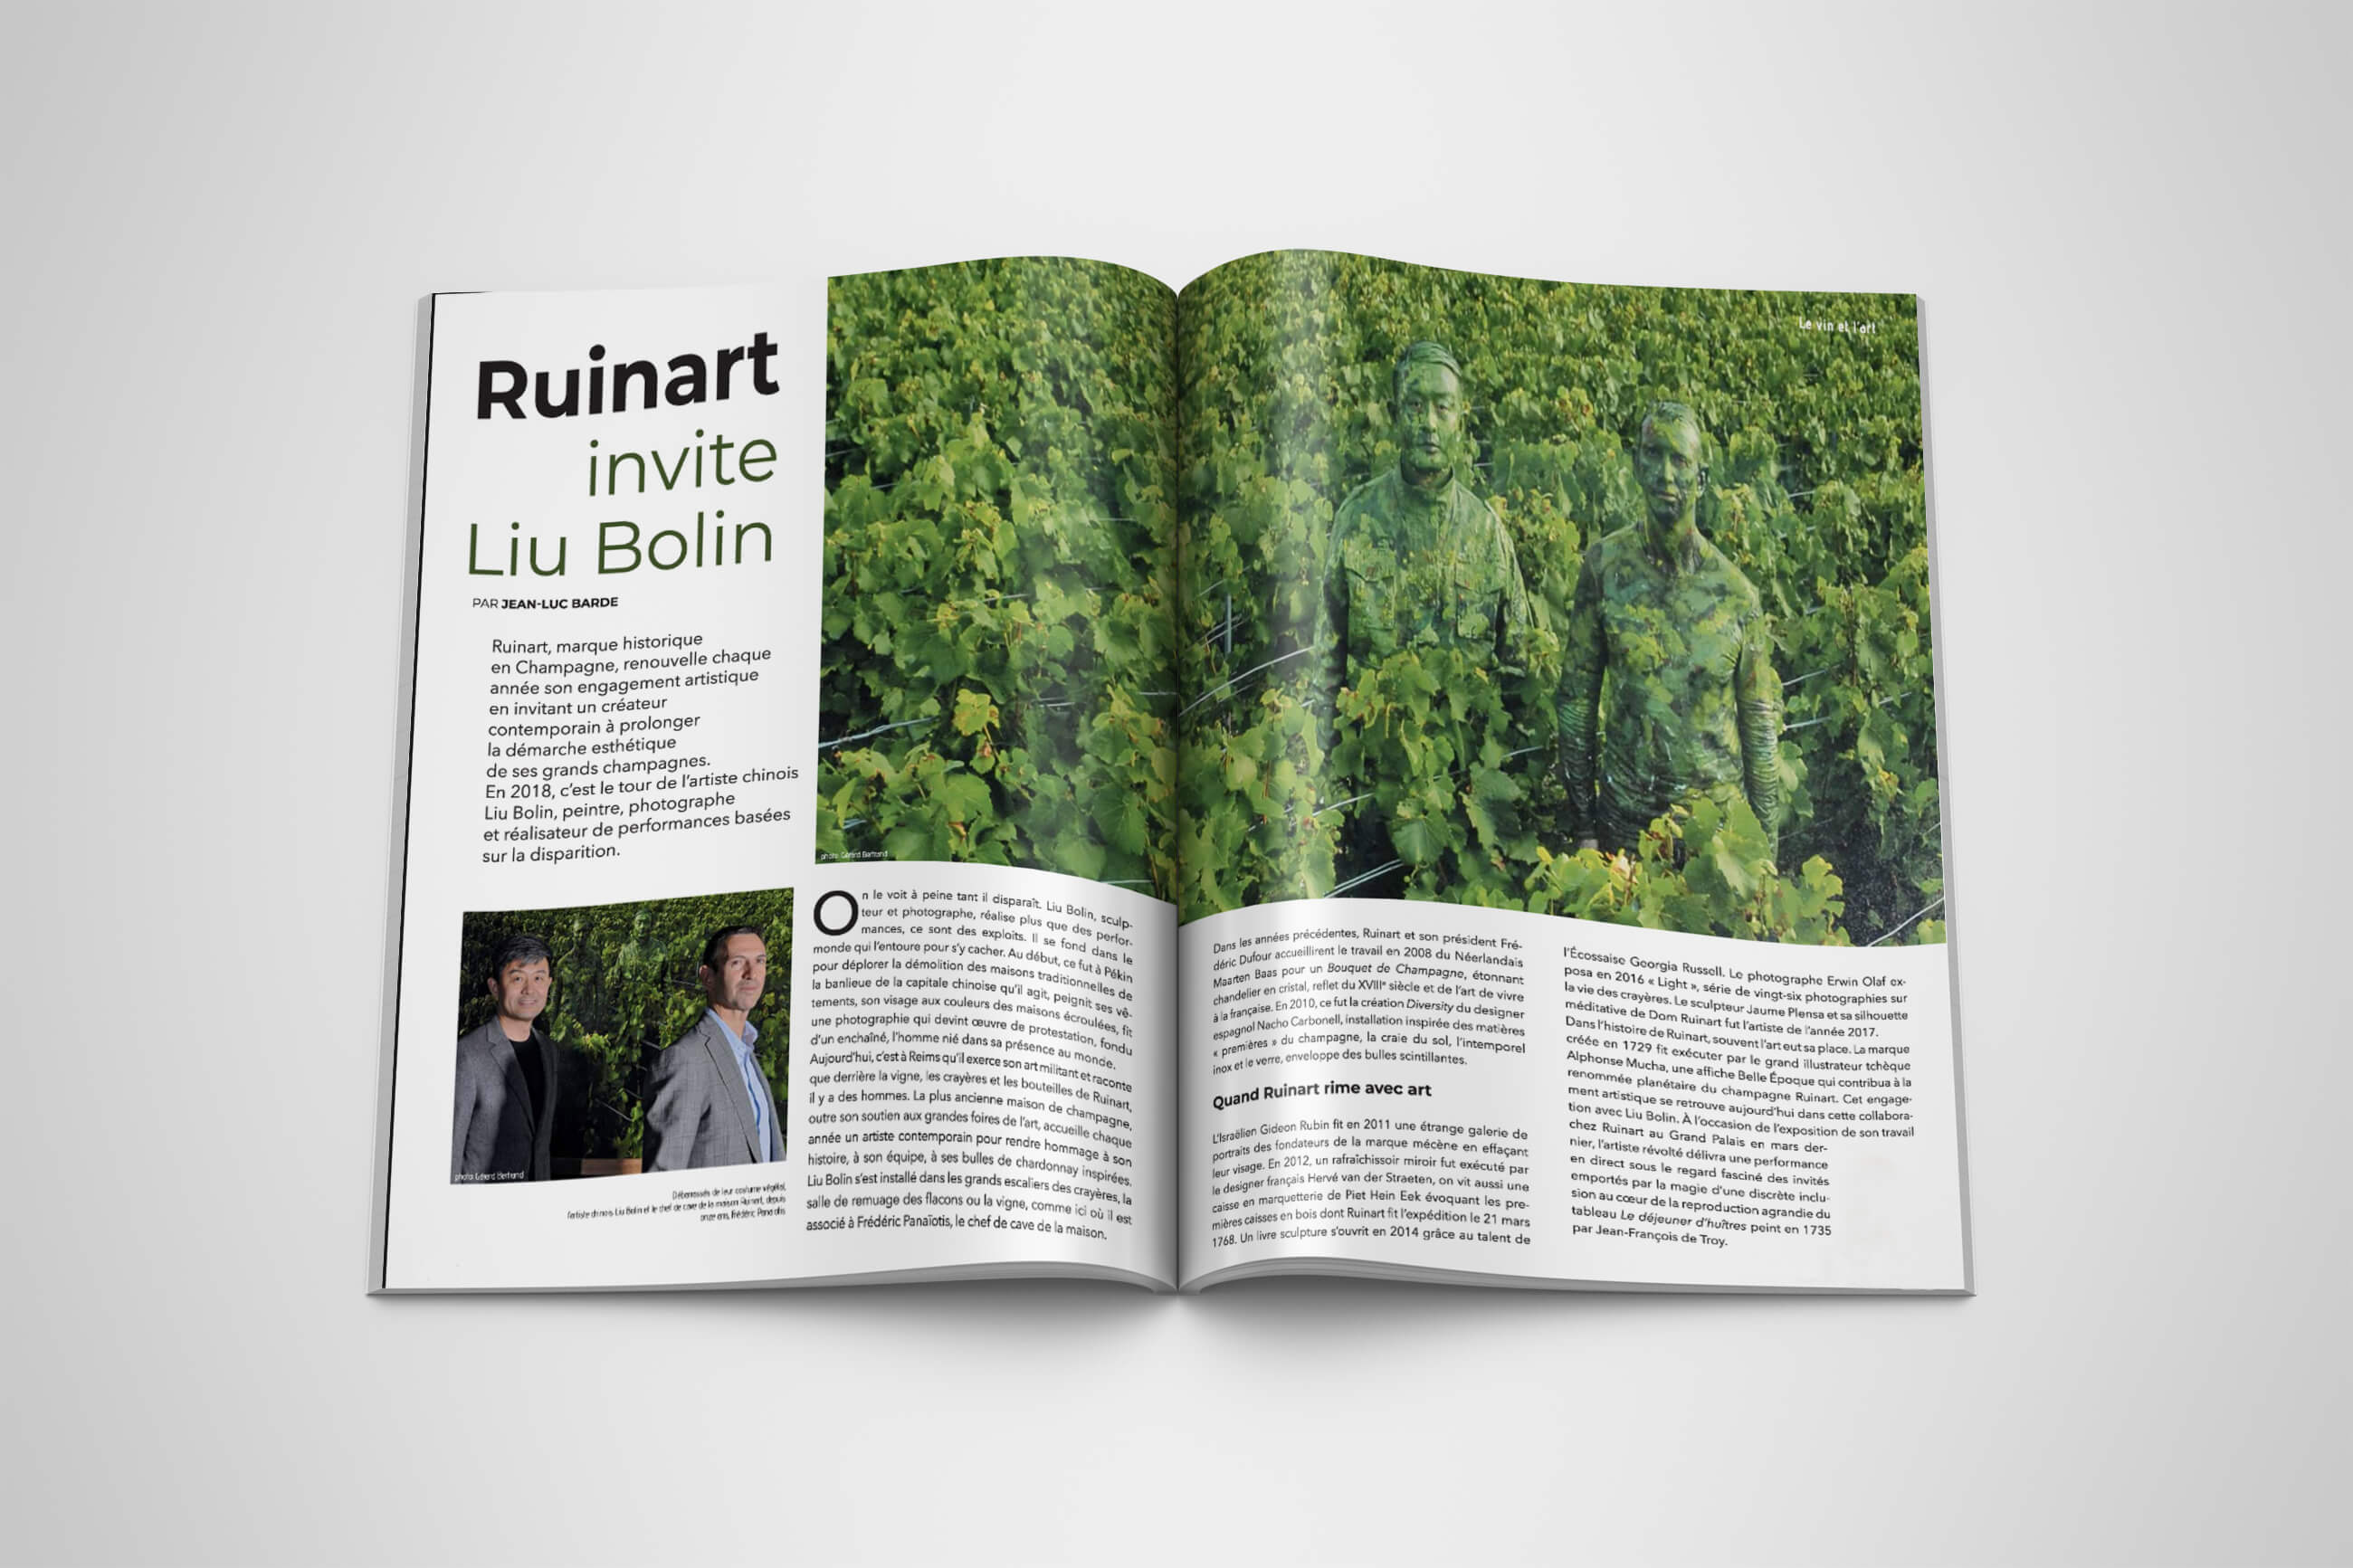 Ruinart
invite
Liu Bolin
PAR JEAN-LUC BARDE
Ruinart, marque historique
en Champagne, renouvelle chaque
année son engagement artistique
en invitant un créateur
contemporain à prolonger
la démarche esthétique
de ses grands champagnes.
En 2018, c'est le tour de l'artiste chinois
Liu Bolin, peintre, photographe
et réalisateur de performances basées
sur la disparition.
photo Gérard Bertrand
Débarrassés de leur costume végétal,
l'artiste chinois Liu Bolin et le chef de cave de la maison Ruinart, depuis
onze ans, Frédéric Panaïotis
photo Gérard Bertrand
On le voit à peine tant il disparaît. Liu Bolin, sculp-
teur et photographe, réalise plus que des perfor-
mances, ce sont des exploits. Il se fond dans le
monde qui l'entoure pour s'y cacher. Au début, ce fut à Pékin
pour déplorer la démolition des maisons traditionnelles de
la banlieue de la capitale chinoise qu'il agit, peignit ses vê-
tements, son visage aux couleurs des maisons écroulées, fit
une photographie qui devint œuvre de protestation, fondu
d'un enchaîné, l'homme nié dans sa présence au monde.
Aujourd'hui, c'est à Reims qu'il exerce son art militant et raconte
que derrière la vigne, les crayères et les bouteilles de Ruinart,
il y a des hommes. La plus ancienne maison de champagne,
outre son soutien aux grandes foires de l'art, accueille chaque
année un artiste contemporain pour rendre hommage à son
histoire, à son équipe, à ses bulles de chardonnay inspirées.
Liu Bolin s'est installé dans les grands escaliers des crayères, la
salle de remuage des flacons ou la vigne, comme ici où il est
associé à Frédéric Panaïotis, le chef de cave de la maison.
Le vin et l'art
Dans les années précédentes, Ruinart et son président Fré-
déric Dufour accueillirent le travail en 2008 du Néerlandais
Maarten Baas pour un Bouquet de Champagne, étonnant
chandelier en cristal, reflet du XVIIIe siècle et de l'art de vivre
à la française. En 2010, ce fut la création Diversity du designer
espagnol Nacho Carbonell, installation inspirée des matières
« premières » du champagne, la craie du sol, l'intemporel
inox et le verre, enveloppe des bulles scintillantes.
Quand Ruinart rime avec art
L'Israëlien Gideon Rubin fit en 2011 une étrange galerie de
portraits des fondateurs de la marque mécène en effaçant
leur visage. En 2012, un rafraîchissoir miroir fut exécuté par
le designer français Hervé van der Straeten, on vit aussi une
caisse en marquetterie de Piet Hein Eek évoquant les pre-
mières caisses en bois dont Ruinart fit l'expédition le 21 mars
1768. Un livre sculpture s'ouvrit en 2014 grâce au talent de
l'Écossaise Georgia Russell. Le photographe Erwin Olaf ex-
posa en 2016 « Light », série de vingt-six photographies sur
la vie des crayères. Le sculpteur Jaume Plensa et sa silhouette
méditative de Dom Ruinart fut l'artiste de l'année 2017.
Dans l'histoire de Ruinart, souvent l'art eut sa place. La marque
créée en 1729 fit exécuter par le grand illustrateur tchèque
Alphonse Mucha, une affiche Belle Époque qui contribua à la
renommée planétaire du champagne Ruinart. Cet engage-
ment artistique se retrouve aujourd'hui dans cette collabora-
tion avec Liu Bolin. À l'occasion de l'exposition de son travail
chez Ruinart au Grand Palais en mars der-
nier, l'artiste révolté délivra une performance
en direct sous le regard fasciné des invités
emportés par la magie d'une discrète inclu-
sion au cœur de la reproduction agrandie du
tableau Le déjeuner d'huîtres peint en 1735
par Jean-François de Troy.